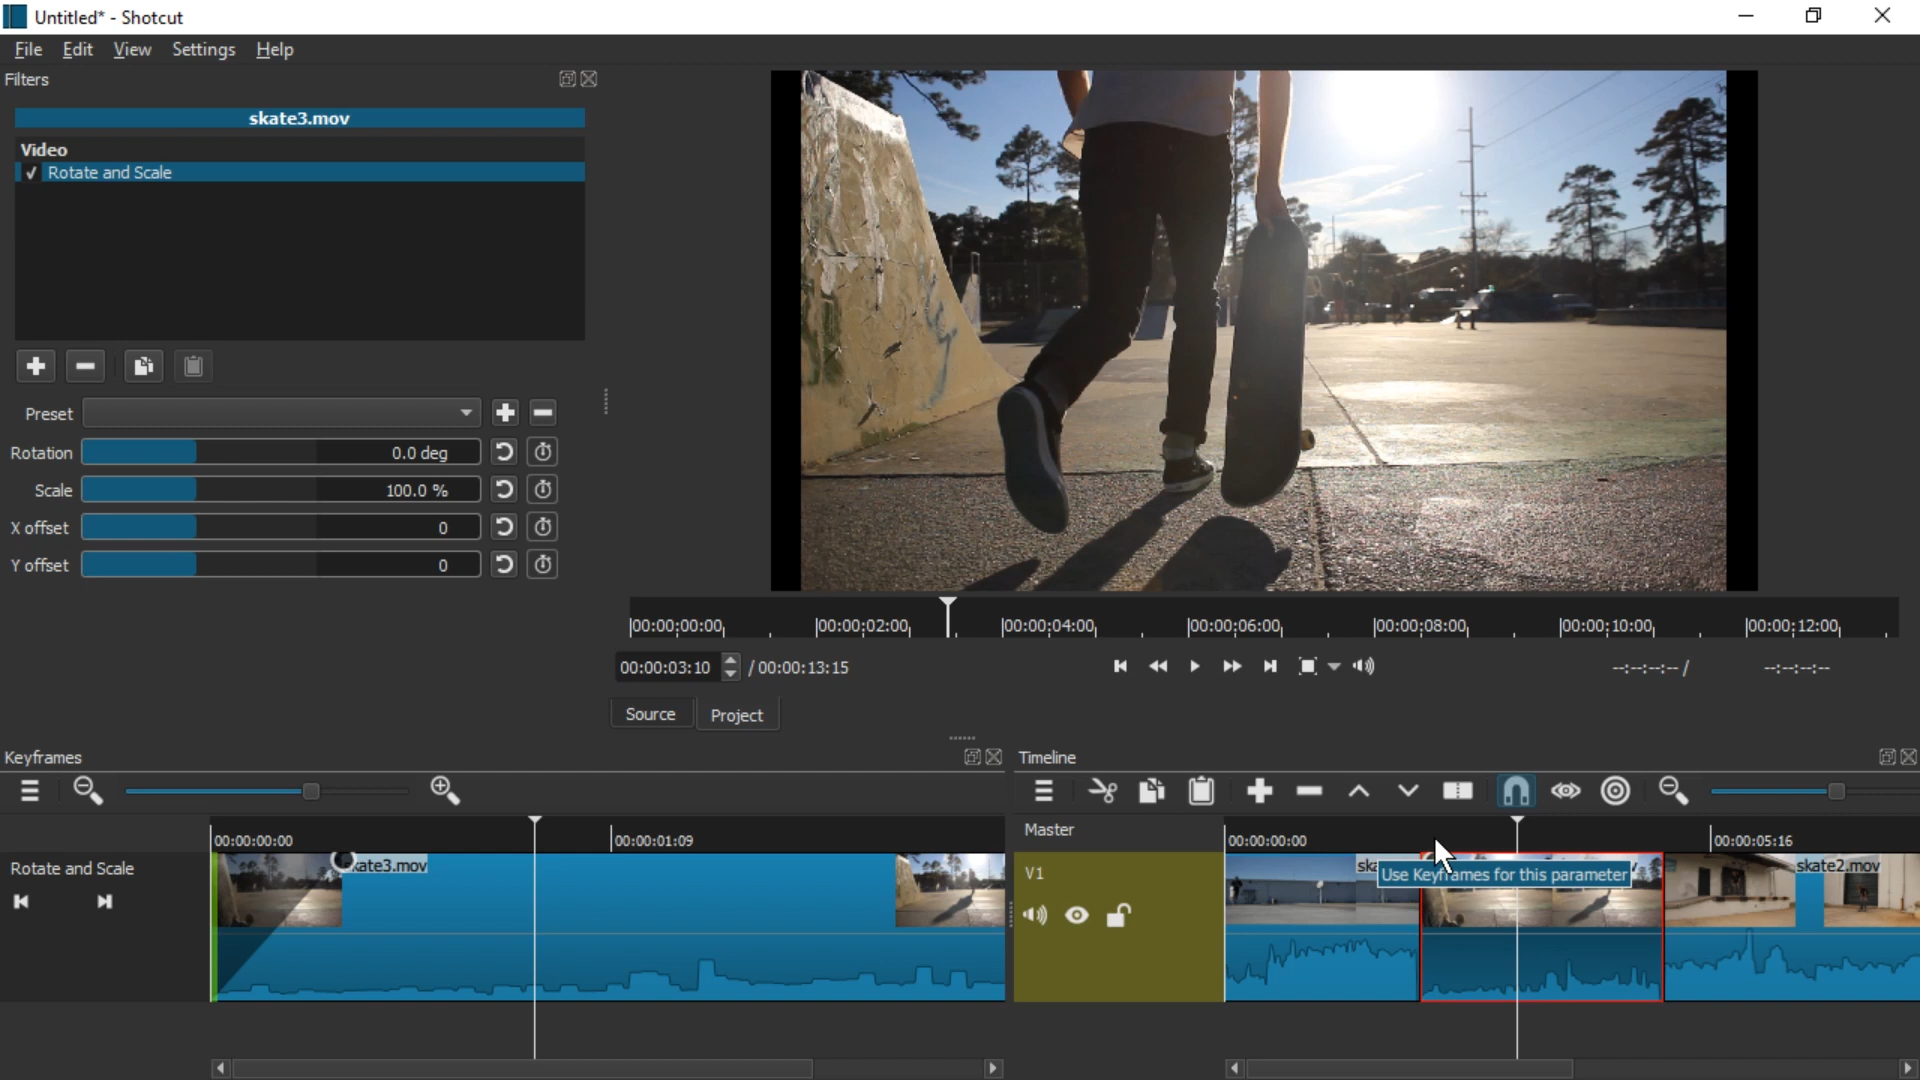 Untitled* - Shotcut
File Edit View Settings Help
Filters
skate3.mov
Video
✓ Rotate and Scale
Preset
Rotation 0.0 deg
Scale 100.0 %
X offset 0
Y offset 0
00:00:00:00 00:00:02:00 00:00:04:00 00:00:06:00 00:00:08:00 00:00:10:00 00:00:12:00
00:00:03:10 / 00:00:13:15 --:--:--:-- / --:--:--:--
Source Project
Keyframes
00:00:00:00 00:00:01:09
Rotate and Scale
kate3.mov
Timeline
Master
00:00:00:00 00:00:05:16
V1
ska
Use Keyframes for this parameter
skate2.mov